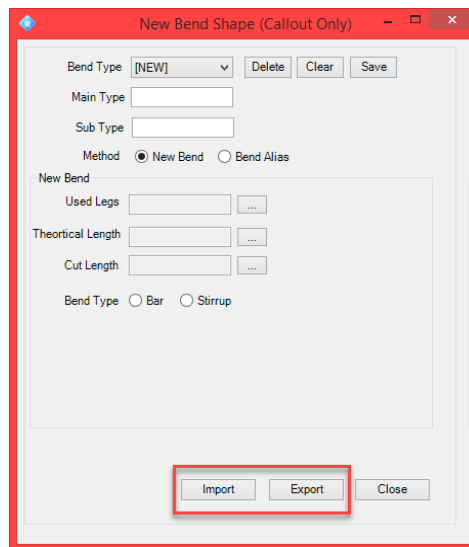 New Bend Shape (Callout Only)
Bend Type [NEW] Delete Clear Save
Main Type
Sub Type
Method New Bend Bend Alias
New Bend
Used Legs ...
Theortical Length ...
Cut Length ...
Bend Type Bar Stirrup
Import Export Close